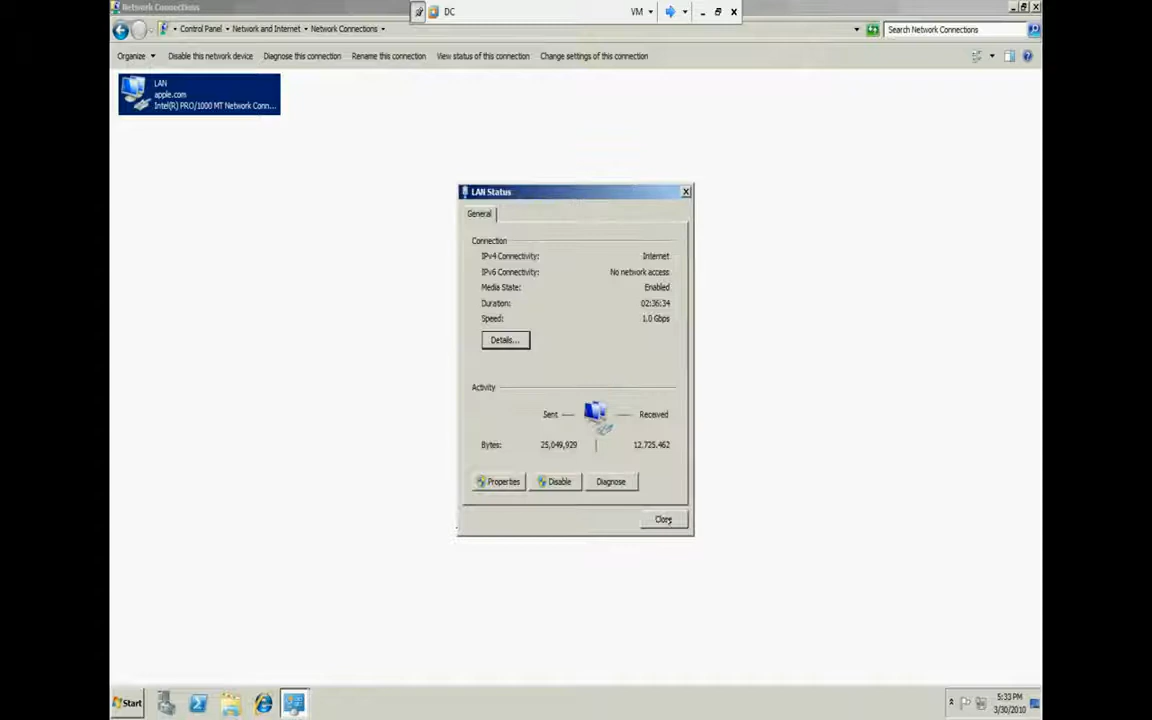 Network Connections
DC
VM
Control Panel
Network and Internet
Network Connections
Search Network Connections
Organize
Disable this network device
Diagnose this connection
Rename this connection
View status of this connection
Change settings of this connection
LAN
apple.com
Intel(R) PRO/1000 MT Network Conn...
LAN Status
General
Connection
IPv4 Connectivity: Internet
IPv6 Connectivity: No network access
Media State: Enabled
Duration: 02:36:34
Speed: 1.0 Gbps
Details...
Activity
Sent
Received
Bytes: 25,049,929 12,725,462
Properties
Disable
Diagnose
Close
Start
5:33 PM
3/30/2010